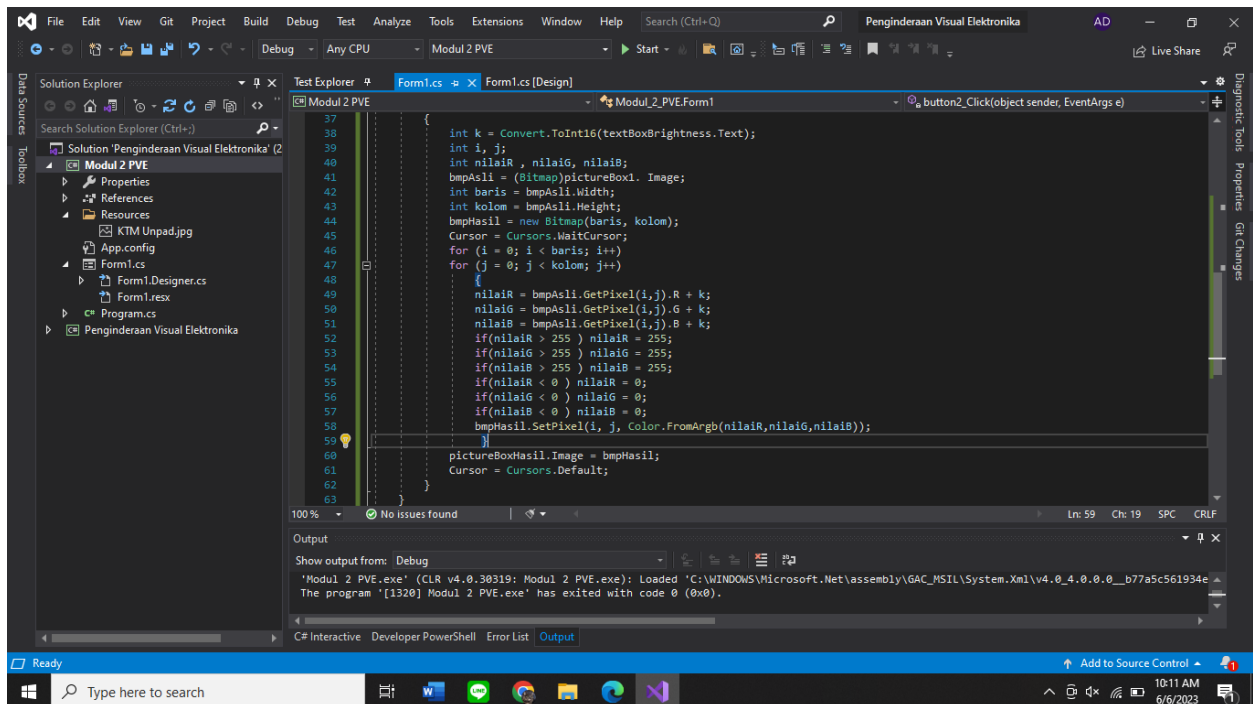 File Edit View Git Project Build Debug Test Analyze Tools Extensions Window Help Search (Ctrl+Q) Penginderaan Visual Elektronika AD
Debug Any CPU Modul 2 PVE Start Live Share
Data Sources
Toolbox
Solution Explorer
Search Solution Explorer (Ctrl+;)
Solution 'Penginderaan Visual Elektronika' (2
Modul 2 PVE
Properties
References
Resources
KTM Unpad.jpg
App.config
Form1.cs
Form1.Designer.cs
Form1.resx
Program.cs
Penginderaan Visual Elektronika
Test Explorer Form1.cs Form1.cs [Design]
Modul 2 PVE Modul_2_PVE.Form1 button2_Click(object sender, EventArgs e)
37 {
38 int k = Convert.ToInt16(textBoxBrightness.Text);
39 int i, j;
40 int nilaiR , nilaiG, nilaiB;
41 bmpAsli = (Bitmap)pictureBox1. Image;
42 int baris = bmpAsli.Width;
43 int kolom = bmpAsli.Height;
44 bmpHasil = new Bitmap(baris, kolom);
45 Cursor = Cursors.WaitCursor;
46 for (i = 0; i < baris; i++)
47 for (j = 0; j < kolom; j++)
48 {
49 nilaiR = bmpAsli.GetPixel(i,j).R + k;
50 nilaiG = bmpAsli.GetPixel(i,j).G + k;
51 nilaiB = bmpAsli.GetPixel(i,j).B + k;
52 if(nilaiR > 255 ) nilaiR = 255;
53 if(nilaiG > 255 ) nilaiG = 255;
54 if(nilaiB > 255 ) nilaiB = 255;
55 if(nilaiR < 0 ) nilaiR = 0;
56 if(nilaiG < 0 ) nilaiG = 0;
57 if(nilaiB < 0 ) nilaiB = 0;
58 bmpHasil.SetPixel(i, j, Color.FromArgb(nilaiR,nilaiG,nilaiB));
59 }
60 pictureBoxHasil.Image = bmpHasil;
61 Cursor = Cursors.Default;
62 }
63 }
100 % No issues found Ln: 59 Ch: 19 SPC CRLF
Output
Show output from: Debug
'Modul 2 PVE.exe' (CLR v4.0.30319: Modul 2 PVE.exe): Loaded 'C:\WINDOWS\Microsoft.Net\assembly\GAC_MSIL\System.Xml\v4.0_4.0.0.0__b77a5c561934e
The program '[1320] Modul 2 PVE.exe' has exited with code 0 (0x0).
C# Interactive Developer PowerShell Error List Output
Diagnostic Tools
Properties
Git Changes
Ready Add to Source Control 1
Type here to search LINE 10:11 AM
6/6/2023 1